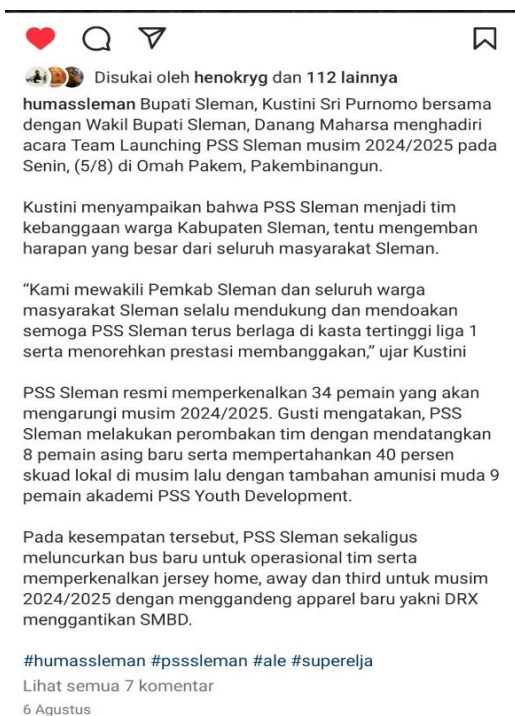 Disukai oleh henokryg dan 112 lainnya
humassleman Bupati Sleman, Kustini Sri Purnomo bersama
dengan Wakil Bupati Sleman, Danang Maharsa menghadiri
acara Team Launching PSS Sleman musim 2024/2025 pada
Senin, (5/8) di Omah Pakem, Pakembinangun.
Kustini menyampaikan bahwa PSS Sleman menjadi tim
kebanggaan warga Kabupaten Sleman, tentu mengemban
harapan yang besar dari seluruh masyarakat Sleman.
“Kami mewakili Pemkab Sleman dan seluruh warga
masyarakat Sleman selalu mendukung dan mendoakan
semoga PSS Sleman terus berlaga di kasta tertinggi liga 1
serta menorehkan prestasi membanggakan,” ujar Kustini
PSS Sleman resmi memperkenalkan 34 pemain yang akan
mengarungi musim 2024/2025. Gusti mengatakan, PSS
Sleman melakukan perombakan tim dengan mendatangkan
8 pemain asing baru serta mempertahankan 40 persen
skuad lokal di musim lalu dengan tambahan amunisi muda 9
pemain akademi PSS Youth Development.
Pada kesempatan tersebut, PSS Sleman sekaligus
meluncurkan bus baru untuk operasional tim serta
memperkenalkan jersey home, away dan third untuk musim
2024/2025 dengan menggandeng apparel baru yakni DRX
menggantikan SMBD.
#humassleman #psssleman #ale #superelja
Lihat semua 7 komentar
6 Agustus